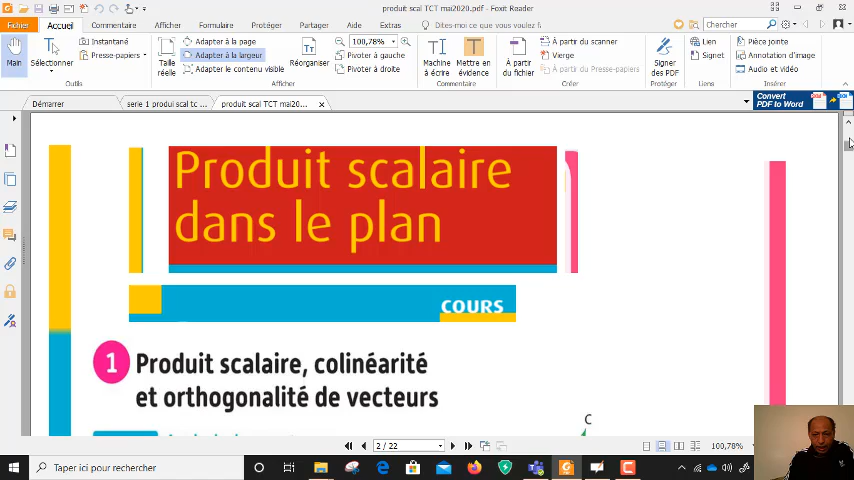 produit scal TCT mai2020.pdf - Foxit Reader
Fichier Accueil Commentaire Afficher Formulaire Protéger Partager Aide Extras Dites-moi ce que vous voulez f Chercher
Main
Sélectionner
Instantané
Presse-papiers
Outils
Taille réelle
Adapter à la page
Adapter à la largeur
Adapter le contenu visible
Réorganiser
100,78%
Pivoter à gauche
Pivoter à droite
Afficher
Machine à écrire
Mettre en évidence
Commentaire
À partir du fichier
À partir du scanner
Vierge
À partir du Presse-papiers
Créer
Signer des PDF
Protéger
Lien
Signet
Pièce jointe
Annotation d'image
Audio et vidéo
Liens
Insérer
Démarrer serie 1 produi scal tc ... produit scal TCT mai20...
Convert
PDF to Word
Produit scalaire
dans le plan
COURS
1 Produit scalaire, colinéarité
et orthogonalité de vecteurs
C
2 / 22 100,78%
Taper ici pour rechercher